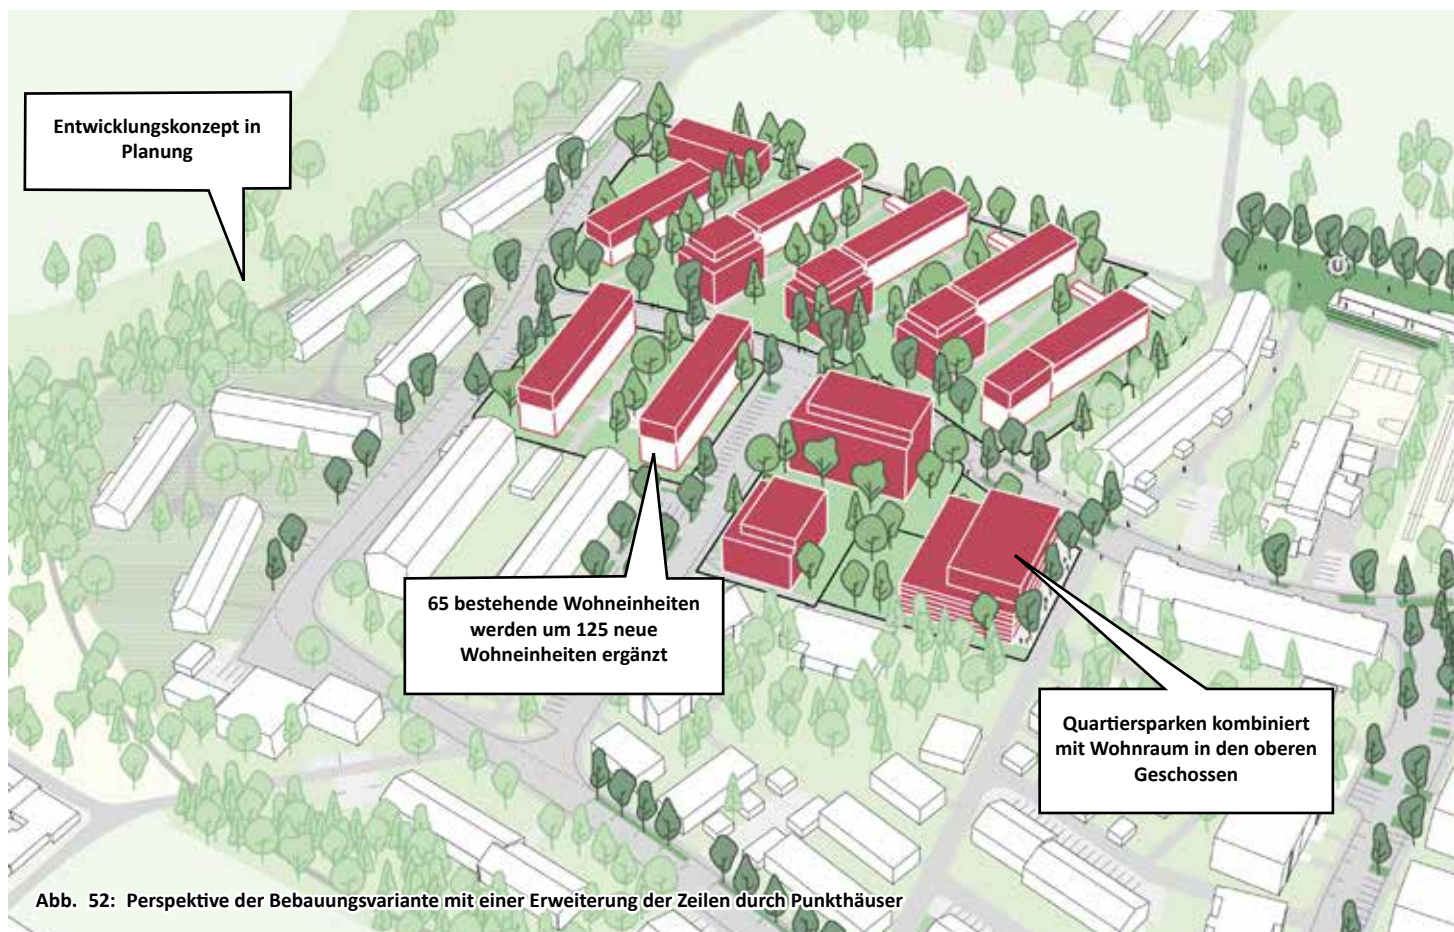 Entwicklungskonzept in
Planung
U
65 bestehende Wohneinheiten
werden um 125 neue
Wohneinheiten ergänzt
Quartiersparken kombiniert
mit Wohnraum in den oberen
Geschossen
Abb. 52: Perspektive der Bebauungsvariante mit einer Erweiterung der Zeilen durch Punkthäuser